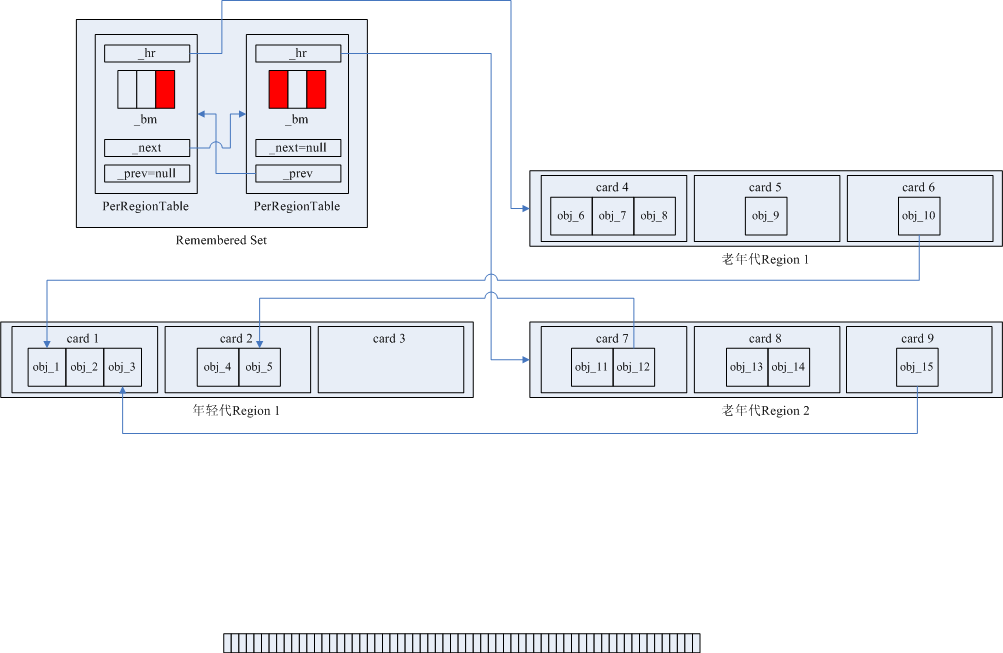 _hr
_bm
_next
_prev=null
PerRegionTable
_hr
_bm
_next=null
_prev
PerRegionTable
Remembered Set
card 4
obj_6 obj_7 obj_8
card 5
obj_9
card 6
obj_10
老年代Region 1
card 1
obj_1 obj_2 obj_3
card 2
obj_4 obj_5
card 3
年轻代Region 1
card 7
obj_11 obj_12
card 8
obj_13 obj_14
card 9
obj_15
老年代Region 2